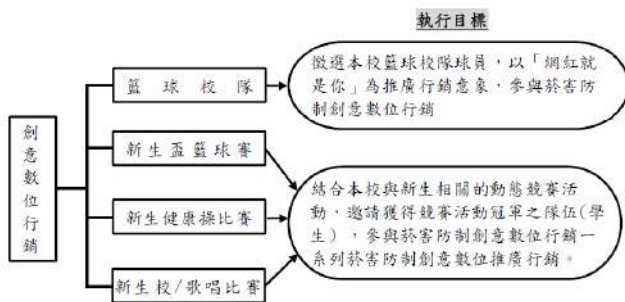 執行目標
籃球校隊
徵選本校籃球校隊球員，以「網紅就
是你」為推廣行銷意象，參與菸害防
制創意數位行銷
創意數位行銷
新生盃籃球賽
新生健康操比賽
新生校/歌唱比賽
結合本校與新生相關的動態競賽活
動，邀請獲得競賽活動冠軍之隊伍(學
生)，參與菸害防制創意數位行銷一
系列菸害防制創意數位推廣行銷。